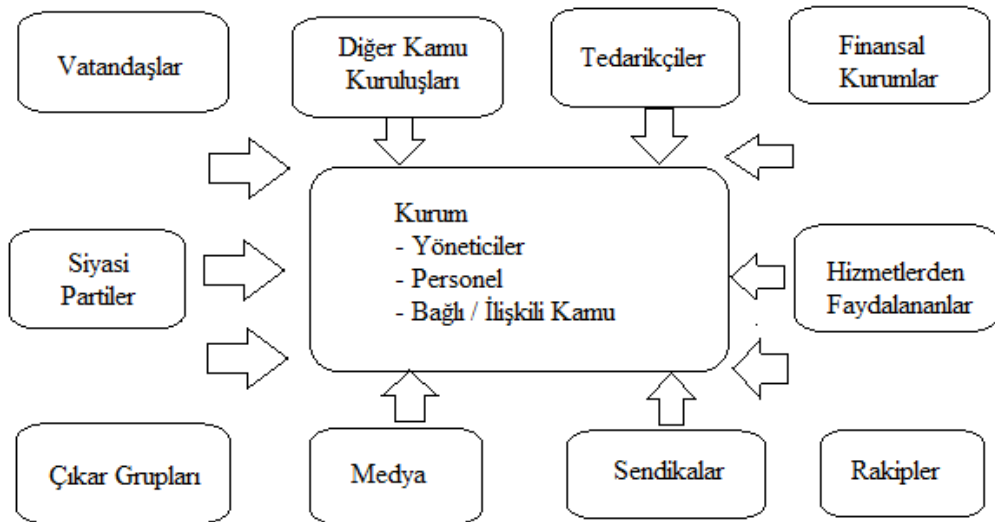 Vatandaşlar
Diğer Kamu
Kuruluşları
Tedarikçiler
Finansal
Kurumlar
Kurum
- Yöneticiler
- Personel
- Bağlı / İlişkili Kamu
Siyasi
Partiler
Hizmetlerden
Faydalananlar
Çıkar Grupları
Medya
Sendikalar
Rakipler